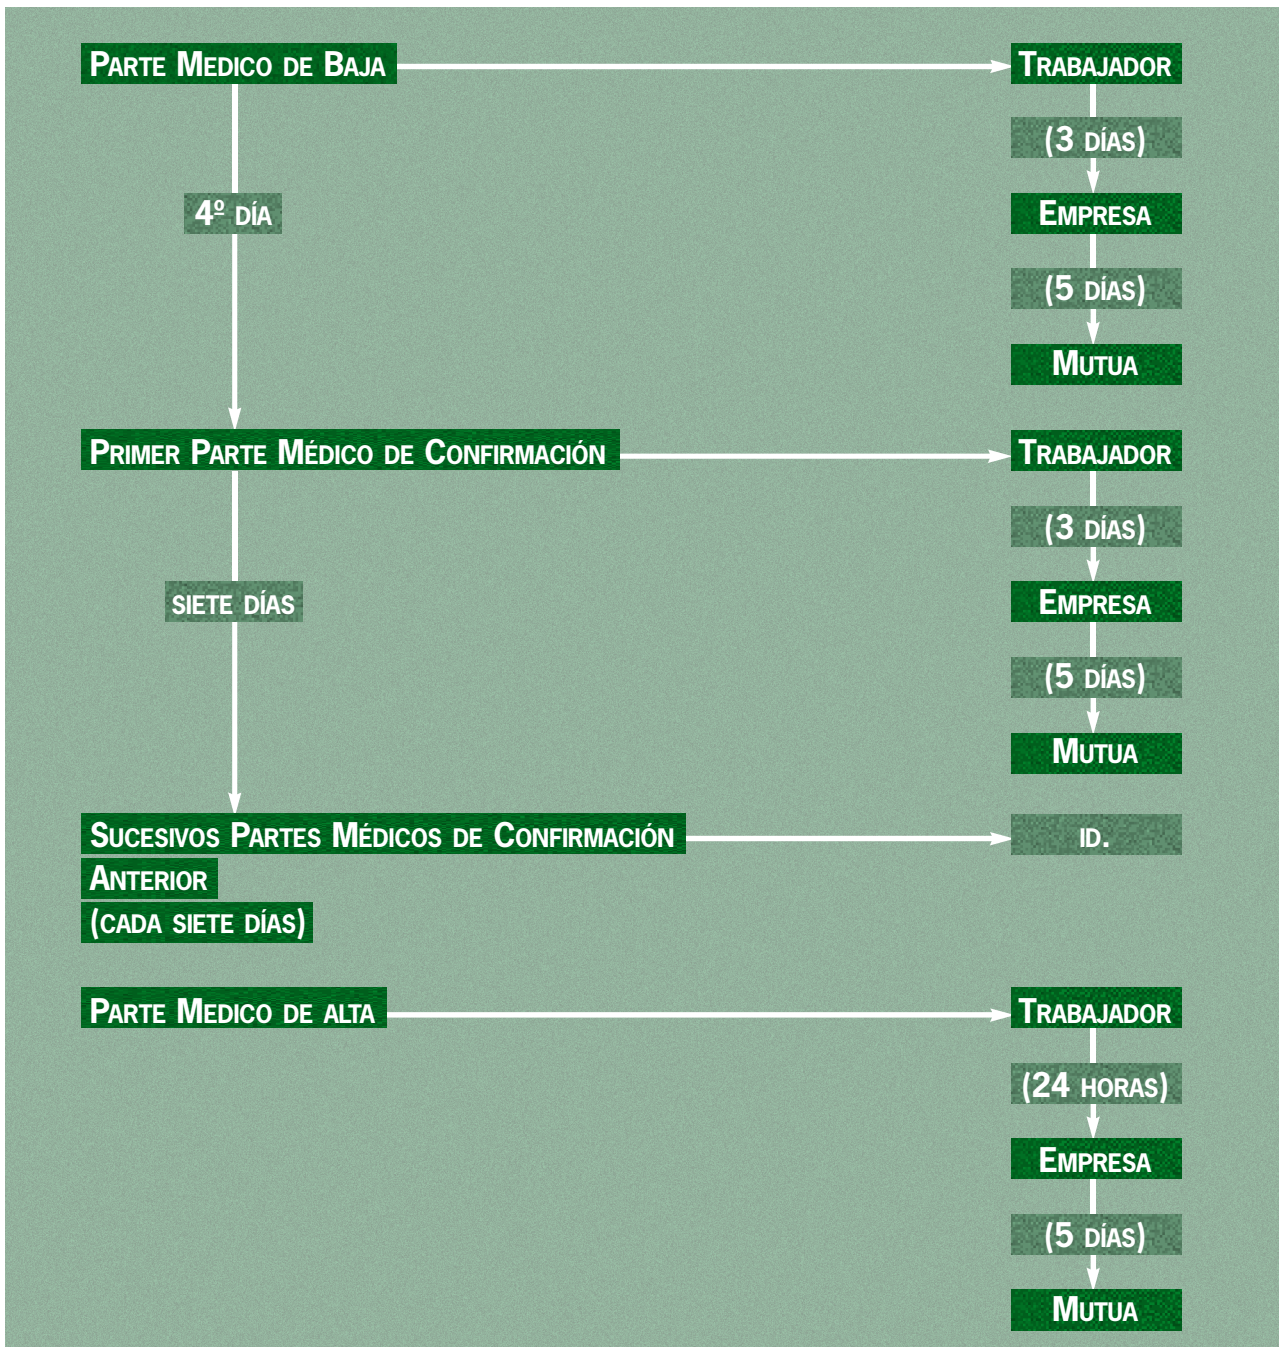 Parte Medico de Baja
Trabajador
(3 días)
4º día
Empresa
(5 días)
Mutua
Primer Parte Médico de Confirmación
Trabajador
(3 días)
Empresa
siete días
(5 días)
Mutua
Sucesivos Partes Médicos de Confirmación
id.
Anterior
(cada siete días)
Parte Medico de alta
Trabajador
(24 horas)
Empresa
(5 días)
Mutua